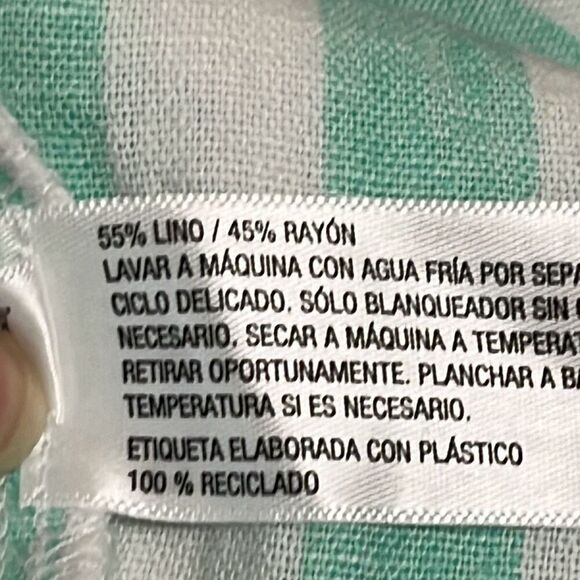 55% LINO / 45% RAYÓN
LAVAR A MÁQUINA CON AGUA FRÍA POR SEPA
CICLO DELICADO. SÓLO BLANQUEADOR SIN
NECESARIO. SECAR A MÁQUINA A TEMPERAT
RETIRAR OPORTUNAMENTE. PLANCHAR A BA
TEMPERATURA SI ES NECESARIO.
ETIQUETA ELABORADA CON PLÁSTICO
100 % RECICLADO